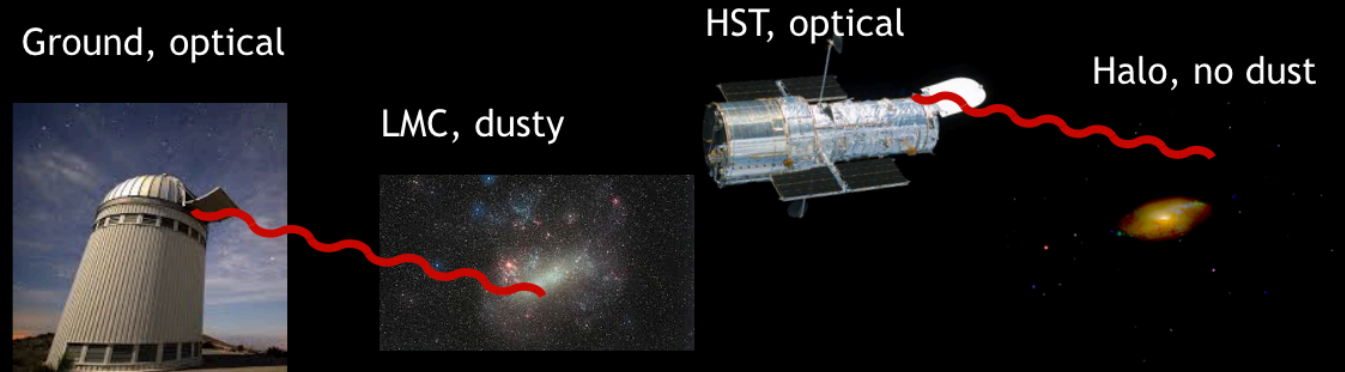 Ground, optical
LMC, dusty
HST, optical
Halo, no dust